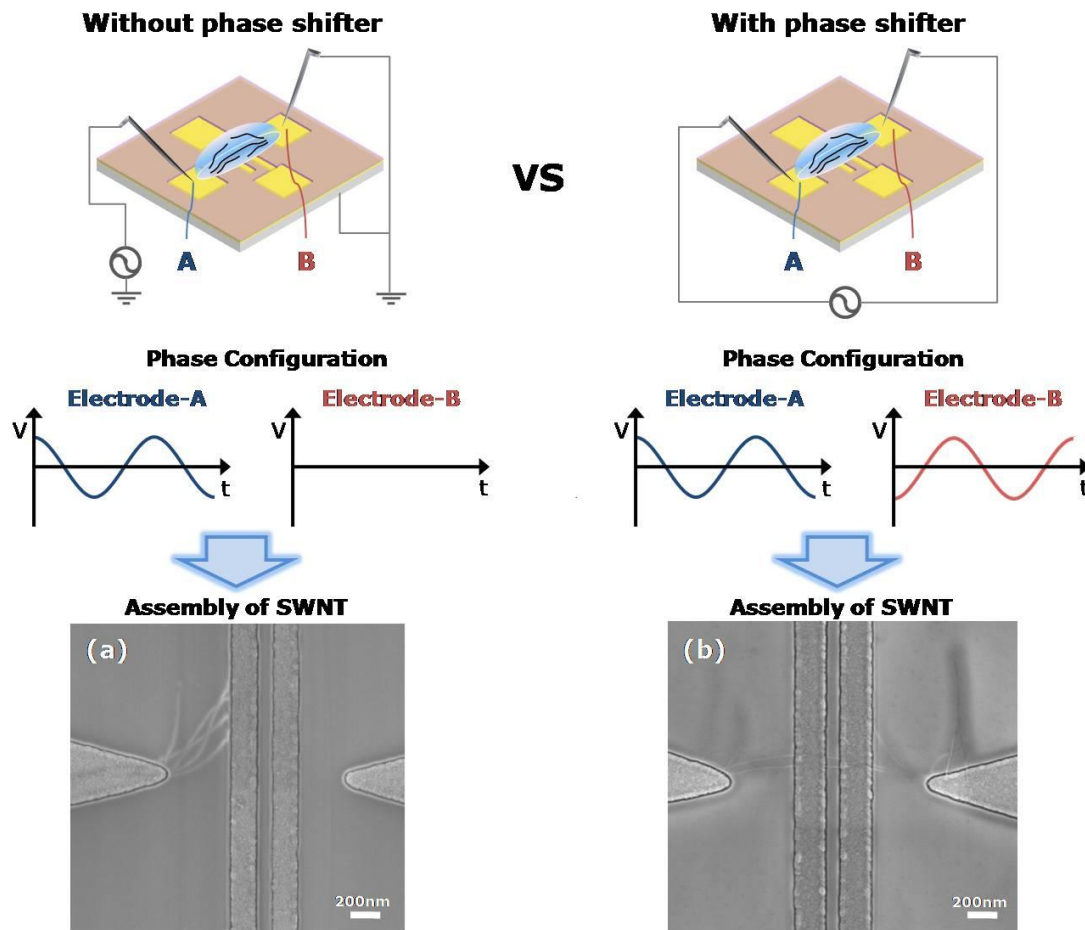 Without phase shifter
With phase shifter
A
B
VS
A
B
Phase Configuration
Electrode-A
Electrode-B
V
t
V
t
Phase Configuration
Electrode-A
Electrode-B
V
t
V
t
Assembly of SWNT
(a)
200nm
Assembly of SWNT
(b)
200nm